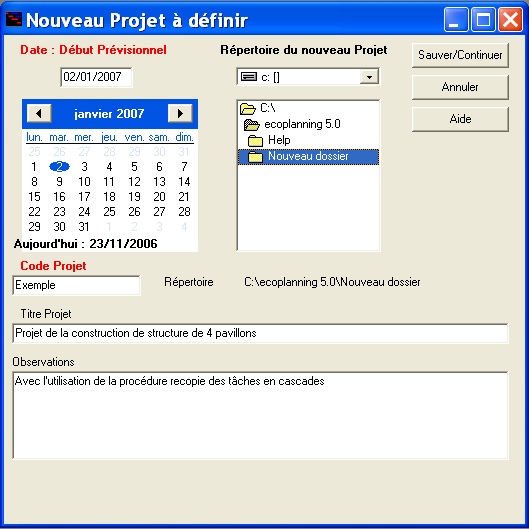 Nouveau Projet à définir
Date : Début Prévisionnel
Répertoire du nouveau Projet
Sauver/Continuer
02/01/2007
c: []
Annuler
janvier 2007
C:\
Aide
lun. mar. mer. jeu. ven. sam. dim.
ecoplanning 5.0
25 26 27 28 29 30 31
Help
1 2 3 4 5 6 7
Nouveau dossier
8 9 10 11 12 13 14
15 16 17 18 19 20 21
22 23 24 25 26 27 28
29 30 31 1 2 3 4
Aujourd'hui : 23/11/2006
Code Projet
Exemple
Répertoire
C:\ecoplanning 5.0\Nouveau dossier
Titre Projet
Projet de la construction de structure de 4 pavillons
Observations
Avec l'utilisation de la procédure recopie des tâches en cascades